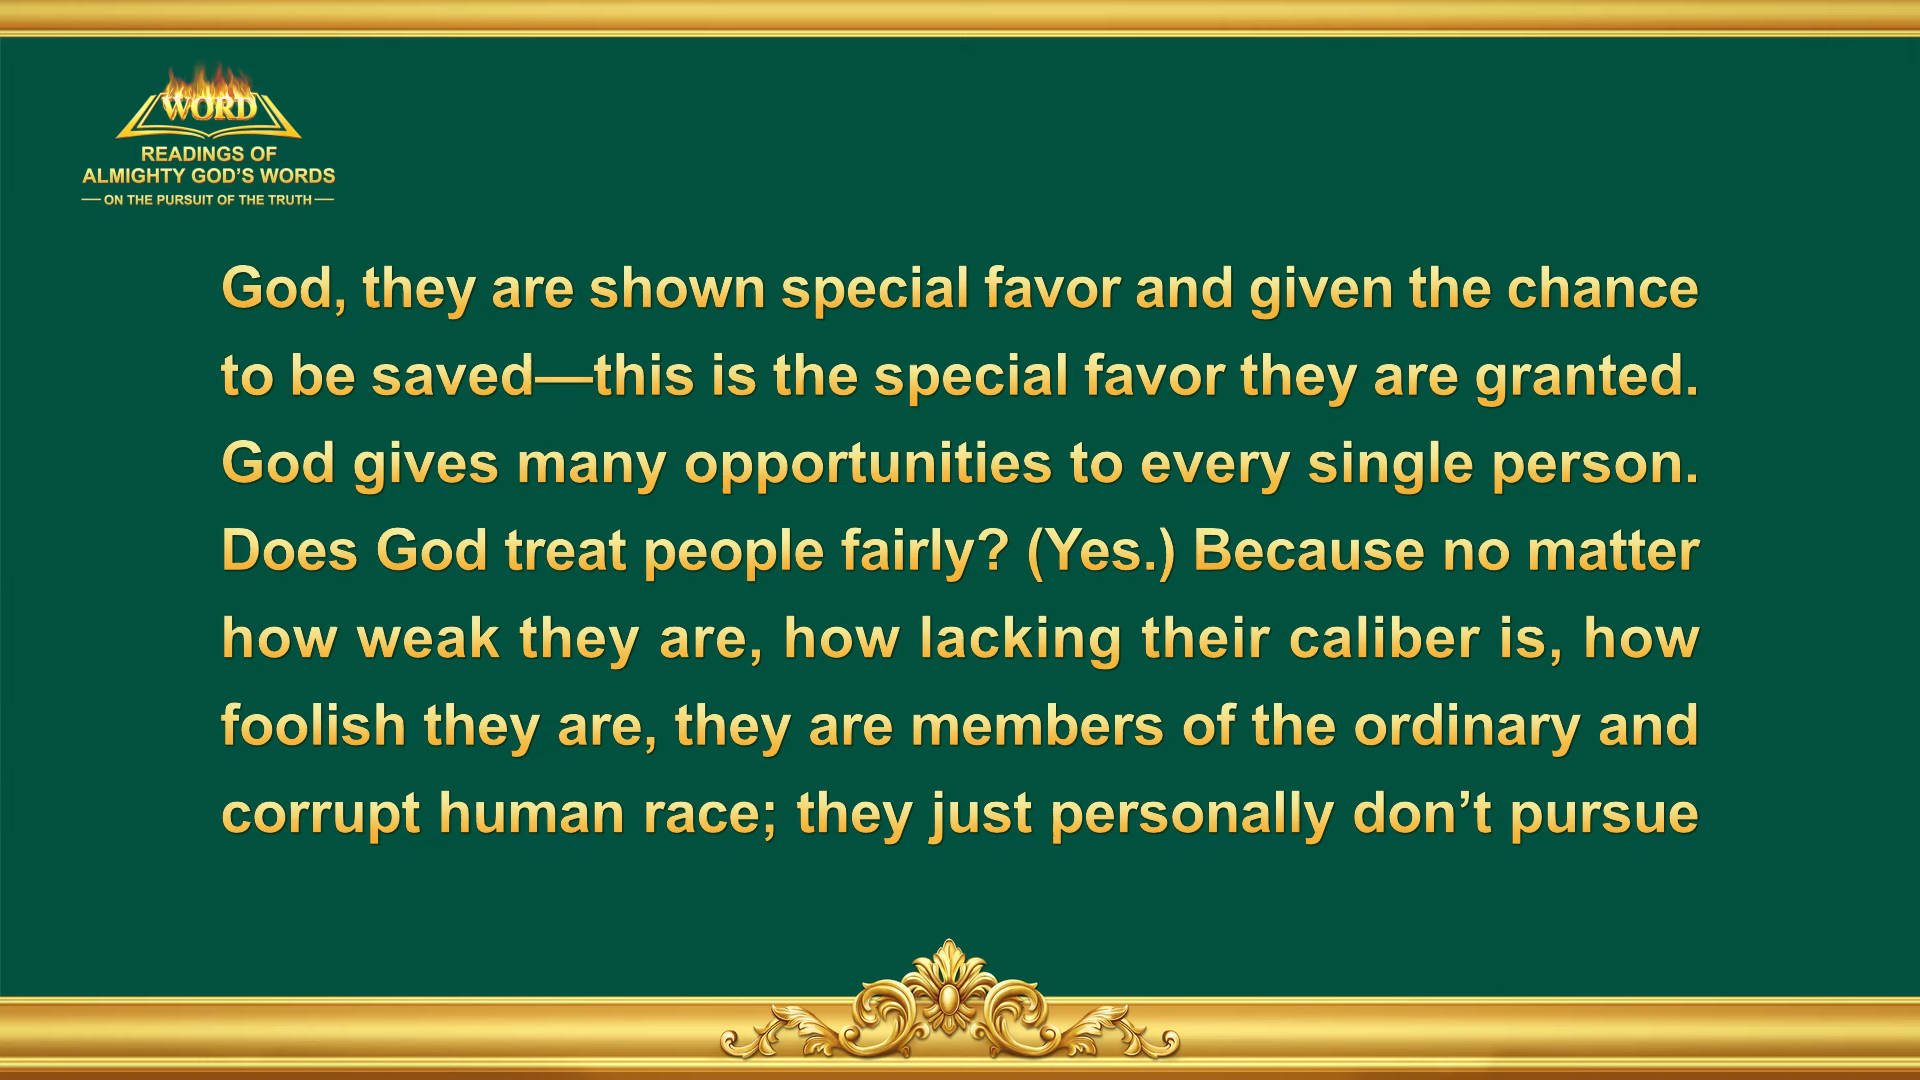 WORD
READINGS OF
ALMIGHTY GOD'S WORDS
— ON THE PURSUIT OF THE TRUTH —
God, they are shown special favor and given the chance
to be saved—this is the special favor they are granted.
God gives many opportunities to every single person.
Does God treat people fairly? (Yes.) Because no matter
how weak they are, how lacking their caliber is, how
foolish they are, they are members of the ordinary and
corrupt human race; they just personally don’t pursue